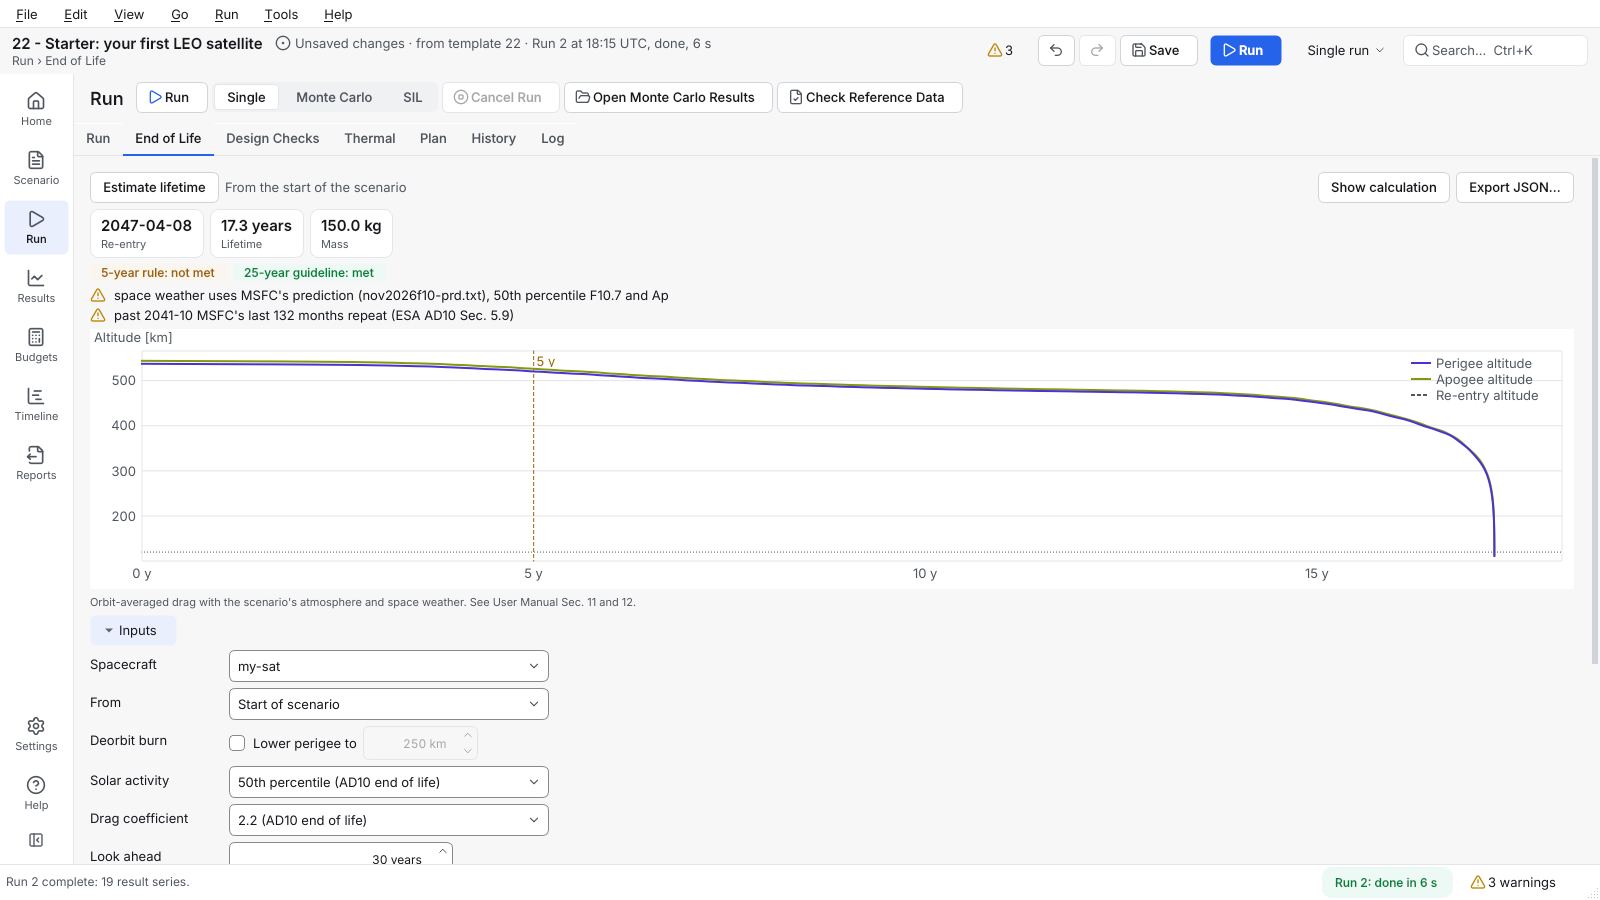 File Edit View Go Run Tools Help
22 - Starter: your first LEO satellite Unsaved changes · from template 22 · Run 2 at 18:15 UTC, done, 6 s
Run › End of Life
3 Save Run Single run Search... Ctrl+K
Home
Scenario
Run
Results
Budgets
Timeline
Reports
Settings
Help
Run Run Single Monte Carlo SIL Cancel Run Open Monte Carlo Results Check Reference Data
Run End of Life Design Checks Thermal Plan History Log
Estimate lifetime From the start of the scenario Show calculation Export JSON...
2047-04-08 17.3 years 150.0 kg
Re-entry Lifetime Mass
5-year rule: not met 25-year guideline: met
space weather uses MSFC's prediction (nov2026f10-prd.txt), 50th percentile F10.7 and Ap
past 2041-10 MSFC's last 132 months repeat (ESA AD10 Sec. 5.9)
Altitude [km]
5 y
Perigee altitude
Apogee altitude
Re-entry altitude
500
400
300
200
0 y 5 y 10 y 15 y
Orbit-averaged drag with the scenario's atmosphere and space weather. See User Manual Sec. 11 and 12.
Inputs
Spacecraft my-sat
From Start of scenario
Deorbit burn Lower perigee to 250 km
Solar activity 50th percentile (AD10 end of life)
Drag coefficient 2.2 (AD10 end of life)
Look ahead 30 years
Run 2 complete: 19 result series. Run 2: done in 6 s 3 warnings